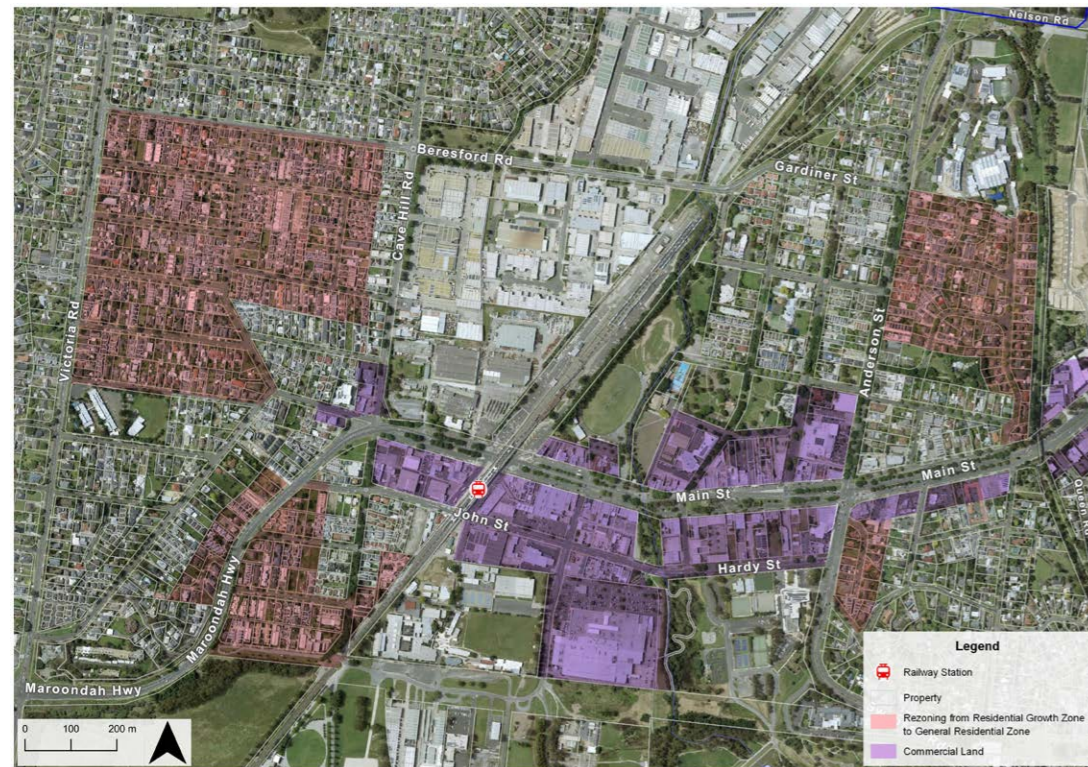 Nelson Rd
Beresford Rd
Gardiner St
Cave Hill Rd
Victoria Rd
Anderson St
Main St
Main St
John St
Hardy St
Maroondah Hwy
Maroondah Hwy
0 100 200 m
Legend
Railway Station
Property
Rezoning from Residential Growth Zone
to General Residential Zone
Commercial Land